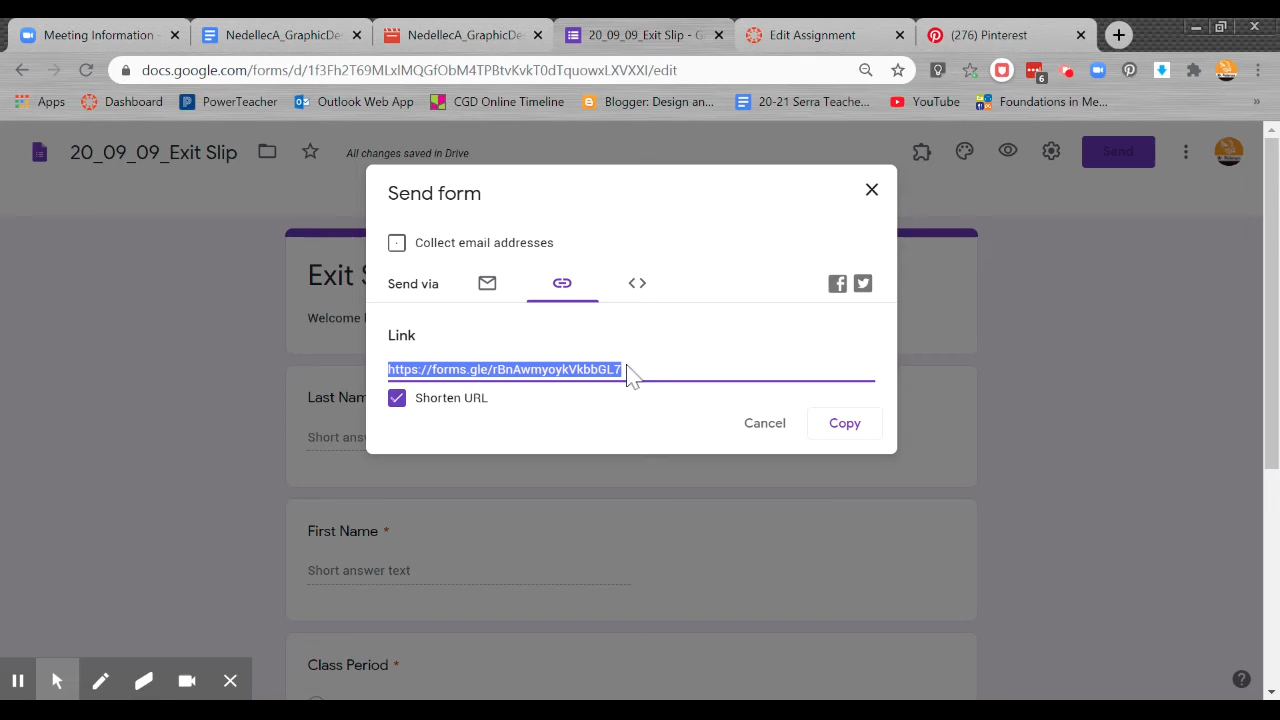 Meeting Information -
NedellecA_GraphicDe
NedellecA_GraphicDe
20_09_09_Exit Slip - G
Edit Assignment
(276) Pinterest
docs.google.com/forms/d/1f3Fh2T69MLxlMQGfObM4TPBtvKvkT0dTquowxLXVXXI/edit
6
Apps
Dashboard
PowerTeache
Outlook Web App
CGD Online Timeline
Blogger: Design an...
20-21 Serra Teache...
YouTube
Foundations in Me...
»
20_09_09_Exit Slip
All changes saved in Drive
Send
Send form
Collect email addresses
Send via
Exit S
Welcome
Link
https://forms.gle/rBnAwmyoykVkbbGL7
Shorten URL
Last Nam
Short answe
Cancel
Copy
First Name *
Short answer text
Class Period *